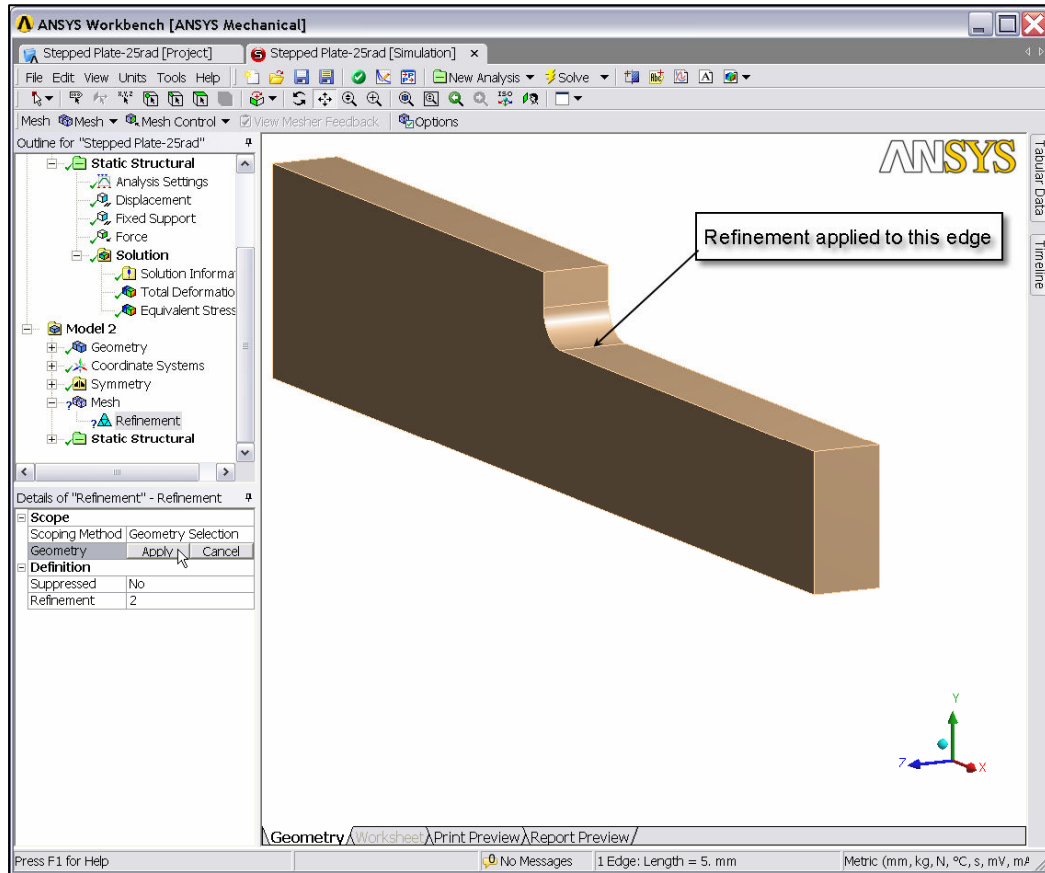 ANSYS Workbench [ANSYS Mechanical]
Stepped Plate-25rad [Project]
Stepped Plate-25rad [Simulation]
File Edit View Units Tools Help
New Analysis
Solve
ISO
Mesh
Mesh
Mesh Control
View Mesher Feedback
Options
Outline for "Stepped Plate-25rad"
Static Structural
Analysis Settings
Displacement
Fixed Support
Force
Solution
Solution Informa
Total Deformatio
Equivalent Stress
Model 2
Geometry
Coordinate Systems
Symmetry
Mesh
Refinement
Static Structural
Details of "Refinement" - Refinement
Scope
Scoping Method Geometry Selection
Geometry Apply Cancel
Definition
Suppressed No
Refinement 2
ANSYS
Refinement applied to this edge
Tabular Data
Timeline
Y
Z
X
Geometry
Worksheet
Print Preview
Report Preview
Press F1 for Help
0 No Messages
1 Edge: Length = 5. mm
Metric (mm, kg, N, °C, s, mV, mA